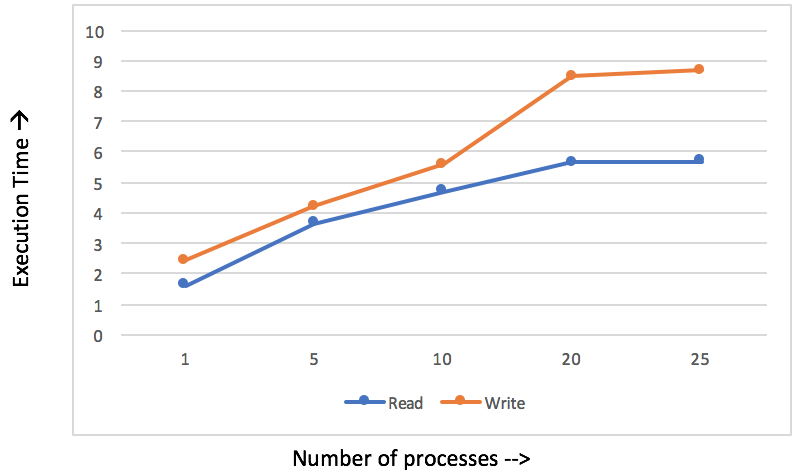 10
9
8
7
6
5
4
3
2
1
0
Execution Time →
1 5 10 20 25
Read Write
Number of processes -->